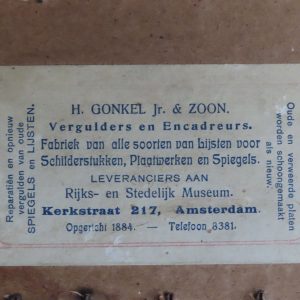 Reparatiën en opnieuw
vergulden van oude
SPIEGELS en LIJSTEN.
H. GONKEL Jr. & ZOON.
Vergulders en Encadreurs.
Fabriek van alle soorten van lijsten voor
Schilderstukken, Plaatwerken en Spiegels.
LEVERANCIERS AAN
Rijks- en Stedelijk Museum.
Kerkstraat 217, Amsterdam.
Opgericht 1884. — Telefoon 8381.
Oude en verweerde platen
worden schoongemaakt
als nieuw.